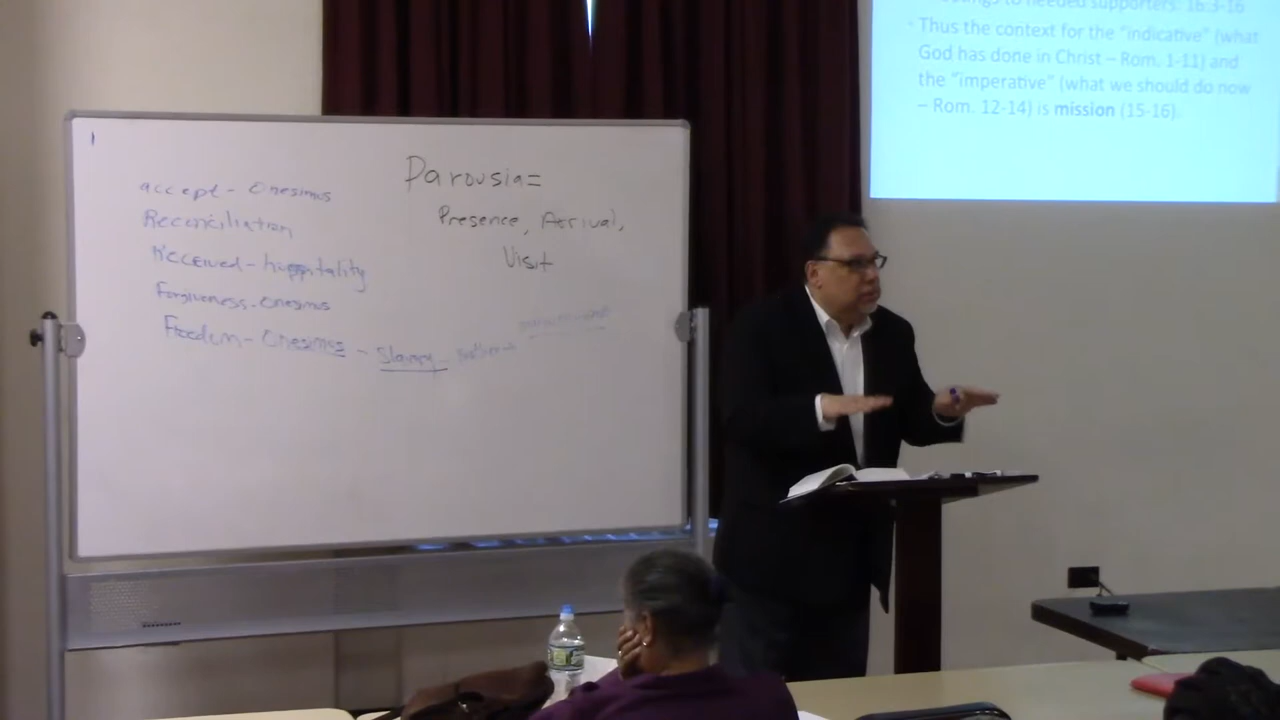 accept - Onesimus
Reconciliation
Received - hospitality
Forgiveness - Onesimus
Freedom - Onesimus - Slavery - brother
Parousia =
Presence, Arrival,
Visit
to needed supporters: 16:3-16
• Thus the context for the “indicative” (what
God has done in Christ – Rom. 1-11) and
the “imperative” (what we should do now
– Rom. 12-14) is mission (15-16).